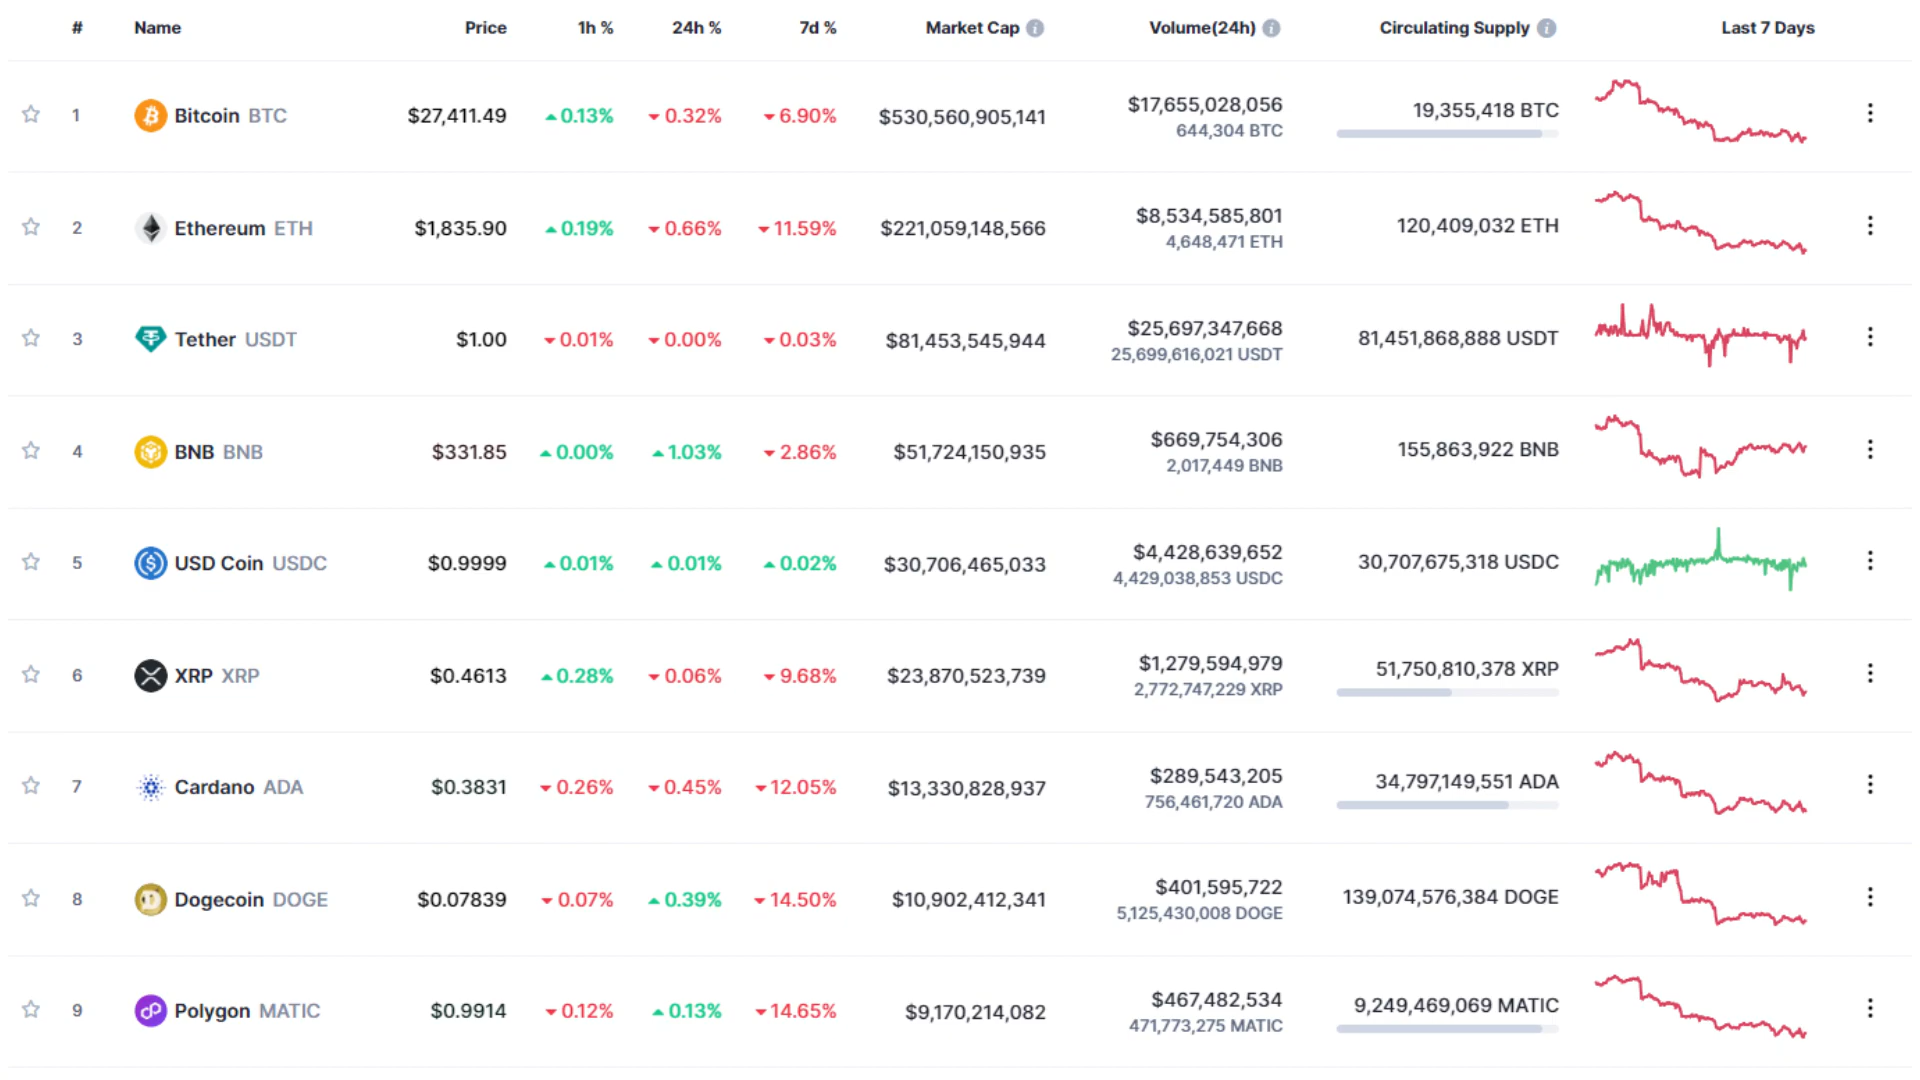 # Name Price 1h % 24h % 7d % Market Cap Volume(24h) Circulating Supply Last 7 Days
1 Bitcoin BTC $27,411.49 0.13% 0.32% 6.90% $530,560,905,141 $17,655,028,056 19,355,418 BTC
644,304 BTC
2 Ethereum ETH $1,835.90 0.19% 0.66% 11.59% $221,059,148,566 $8,534,585,801 120,409,032 ETH
4,648,471 ETH
3 Tether USDT $1.00 0.01% 0.00% 0.03% $81,453,545,944 $25,697,347,668 81,451,868,888 USDT
25,699,616,021 USDT
4 BNB BNB $331.85 0.00% 1.03% 2.86% $51,724,150,935 $669,754,306 155,863,922 BNB
2,017,449 BNB
5 USD Coin USDC $0.9999 0.01% 0.01% 0.02% $30,706,465,033 $4,428,639,652 30,707,675,318 USDC
4,429,038,853 USDC
6 XRP XRP $0.4613 0.28% 0.06% 9.68% $23,870,523,739 $1,279,594,979 51,750,810,378 XRP
2,772,747,229 XRP
7 Cardano ADA $0.3831 0.26% 0.45% 12.05% $13,330,828,937 $289,543,205 34,797,149,551 ADA
756,461,720 ADA
8 Dogecoin DOGE $0.07839 0.07% 0.39% 14.50% $10,902,412,341 $401,595,722 139,074,576,384 DOGE
5,125,430,008 DOGE
9 Polygon MATIC $0.9914 0.12% 0.13% 14.65% $9,170,214,082 $467,482,534 9,249,469,069 MATIC
471,773,275 MATIC